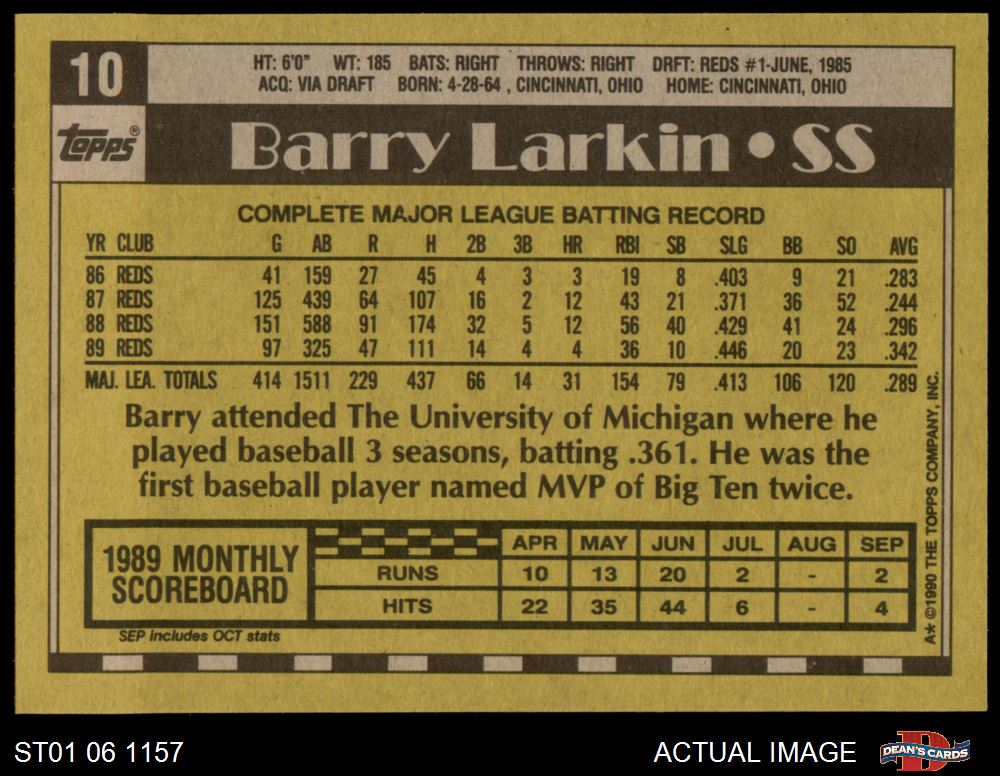 10
HT: 6'0" WT: 185 BATS: RIGHT THROWS: RIGHT DRFT: REDS #1-JUNE, 1985
ACQ: VIA DRAFT BORN: 4-28-64 , CINCINNATI, OHIO HOME: CINCINNATI, OHIO
topps®
Barry Larkin • SS
COMPLETE MAJOR LEAGUE BATTING RECORD
YR CLUB G AB R H 2B 3B HR RBI SB SLG BB SO AVG
86 REDS 41 159 27 45 4 3 3 19 8 .403 9 21 .283
87 REDS 125 439 64 107 16 2 12 43 21 .371 36 52 .244
88 REDS 151 588 91 174 32 5 12 56 40 .429 41 24 .296
89 REDS 97 325 47 111 14 4 4 36 10 .446 20 23 .342
MAJ. LEA. TOTALS 414 1511 229 437 66 14 31 154 79 .413 106 120 .289
Barry attended The University of Michigan where he
played baseball 3 seasons, batting .361. He was the
first baseball player named MVP of Big Ten twice.
1989 MONTHLY
SCOREBOARD
APR MAY JUN JUL AUG SEP
RUNS 10 13 20 2 - 2
HITS 22 35 44 6 - 4
SEP includes OCT stats
A* ©1990 THE TOPPS COMPANY, INC.
ST01 06 1157
ACTUAL IMAGE
D
DEAN'S CARDS